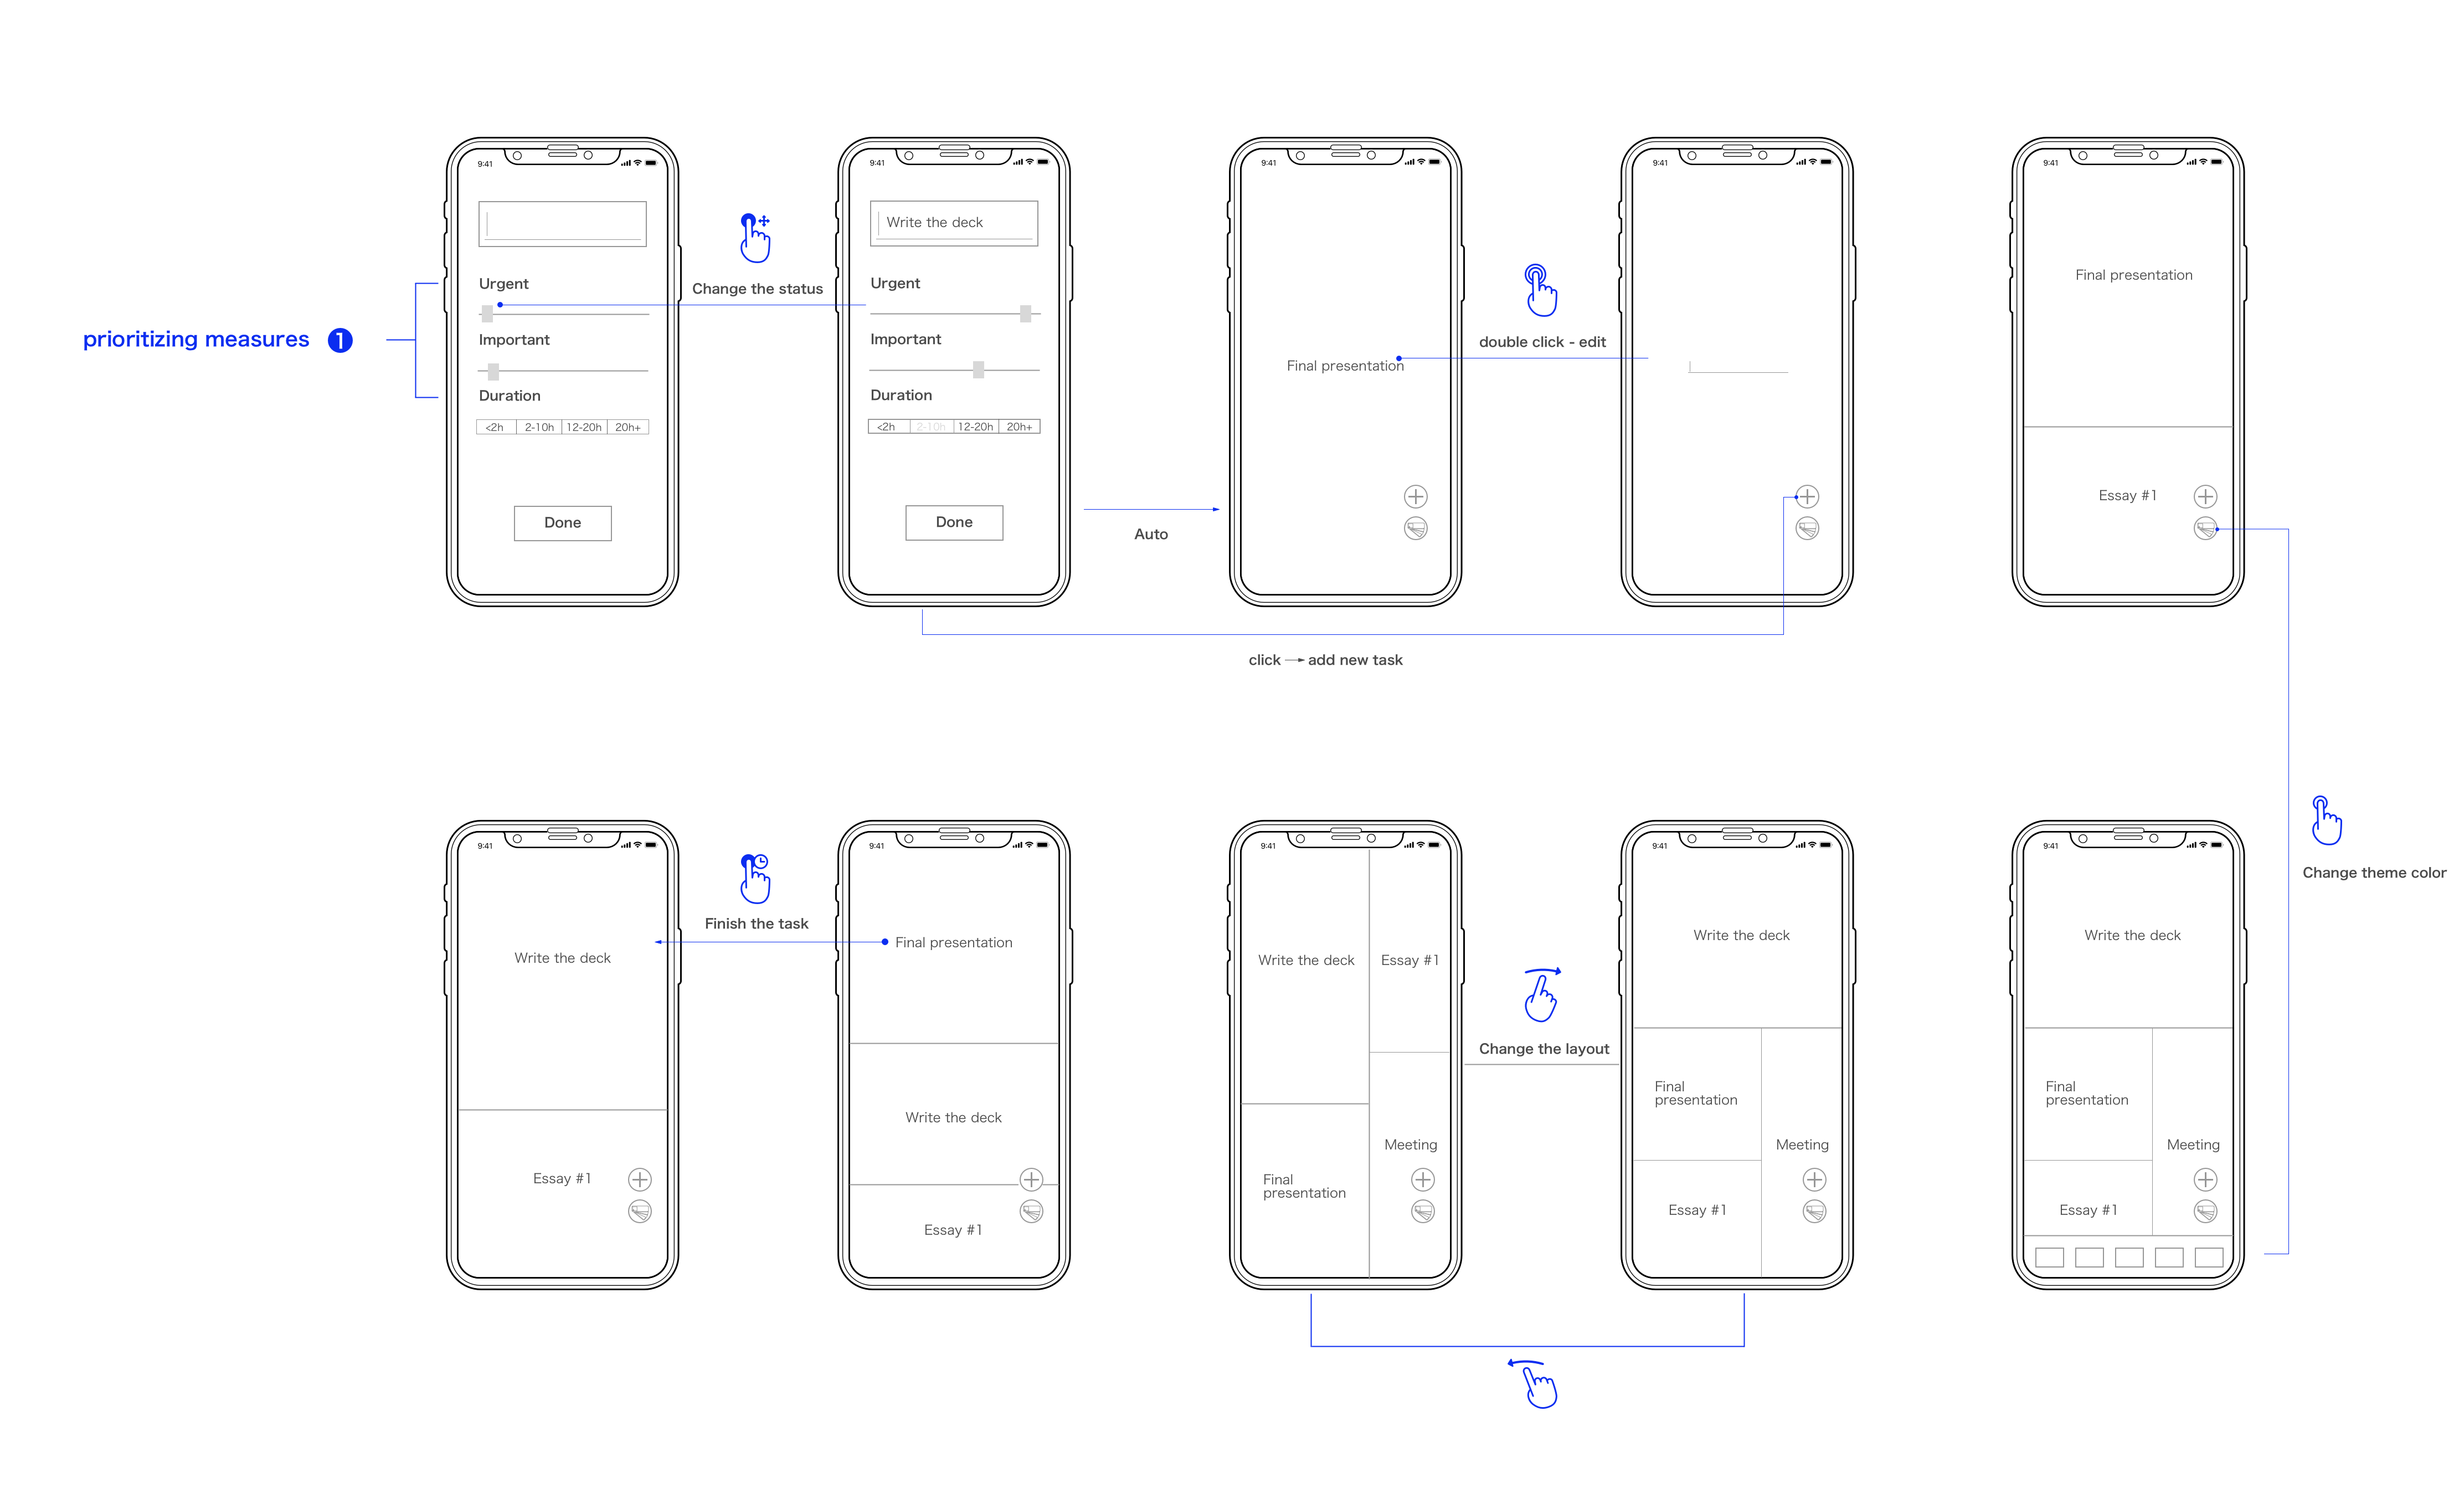 prioritizing measures 1
9:41
Urgent
Important
Duration
<2h 2-10h 12-20h 20h+
Done
Change the status
9:41
Write the deck
Urgent
Important
Duration
<2h 2-10h 12-20h 20h+
Done
Auto
9:41
Final presentation
double click - edit
9:41
click → add new task
9:41
Final presentation
Essay #1
Change theme color
9:41
Write the deck
Essay #1
Finish the task
9:41
Final presentation
Write the deck
Essay #1
9:41
Write the deck
Essay #1
Final
presentation
Meeting
Change the layout
9:41
Write the deck
Final
presentation
Meeting
Essay #1
9:41
Write the deck
Final
presentation
Meeting
Essay #1